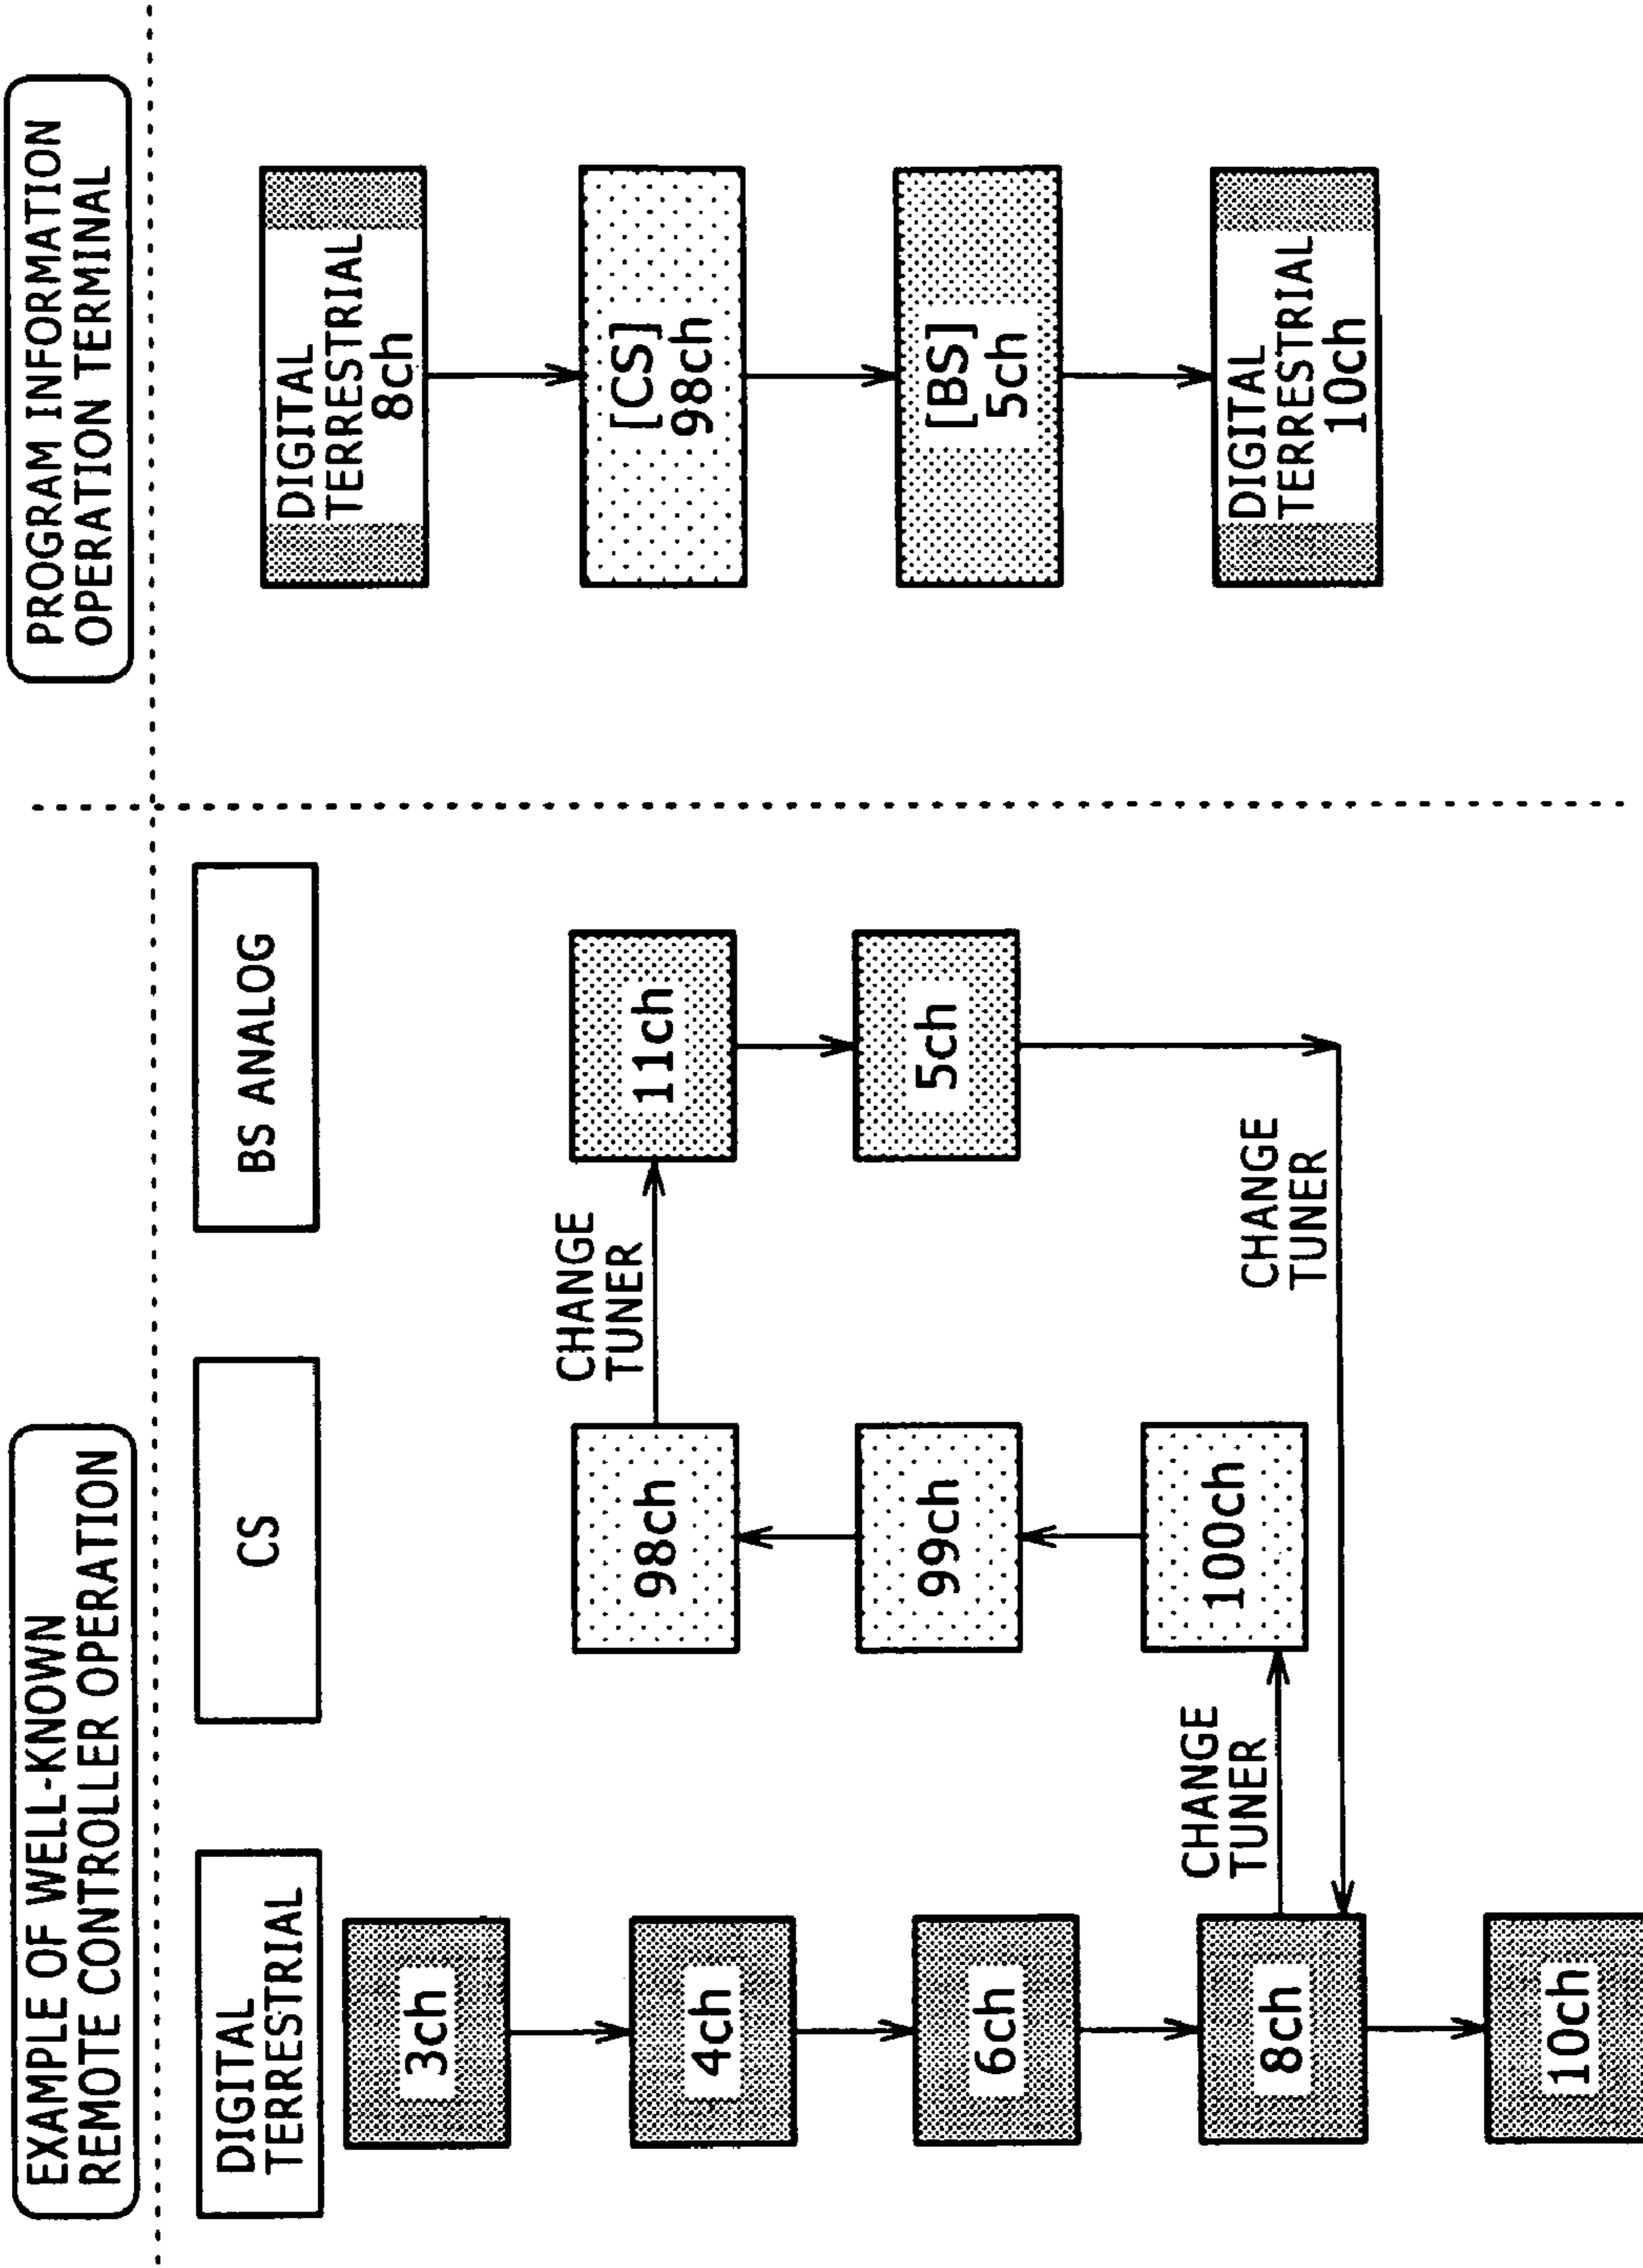 EXAMPLE OF WELL-KNOWN
REMOTE CONTROLLER OPERATION
PROGRAM INFORMATION
OPERATION TERMINAL
DIGITAL
TERRESTRIAL
CS
BS ANALOG
3ch
4ch
6ch
8ch
10ch
CHANGE
TUNER
98ch
99ch
100ch
CHANGE
TUNER
11ch
5ch
CHANGE
TUNER
DIGITAL
TERRESTRIAL
8ch
[CS]
98ch
[BS]
5ch
DIGITAL
TERRESTRIAL
10ch